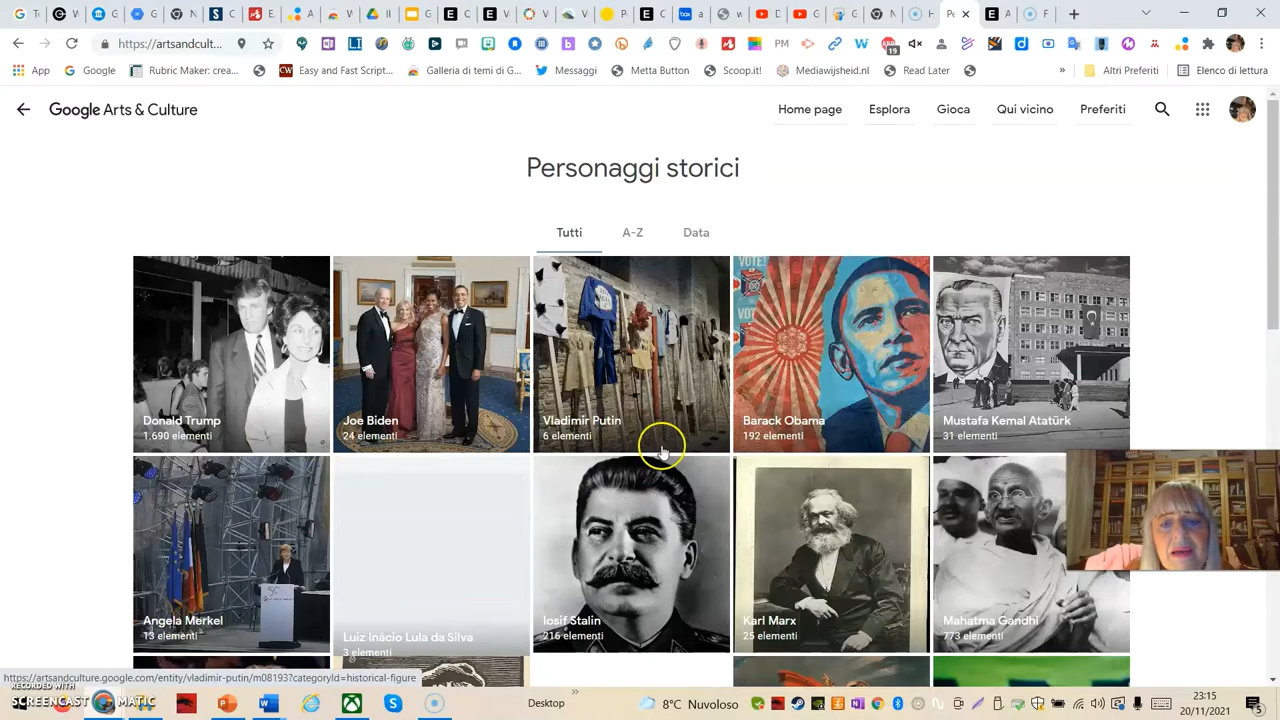 https://artsandcult...
PM
19
App
Google
Rubric Maker: crea...
Easy and Fast Script...
Galleria di temi di G...
Messaggi
Metta Button
Scoop.it!
Mediawijsheid.nl
Read Later
»
Altri Preferiti
Elenco di lettura
Google Arts & Culture
Home page
Esplora
Gioca
Qui vicino
Preferiti
Personaggi storici
Tutti
A-Z
Data
Donald Trump
1.690 elementi
Joe Biden
24 elementi
Vladimir Putin
6 elementi
VOTE!
VOTE
Barack Obama
192 elementi
Mustafa Kemal Atatürk
31 elementi
Angela Merkel
13 elementi
Luiz Inácio Lula da Silva
3 elementi
Iosif Stalin
216 elementi
Karl Marx
25 elementi
Mahatma Gandhi
773 elementi
https://artsandculture.google.com/entity/vladimir-putin/m08193?categoryId=historical-figure
RECORDED WITH
SCREENCAST MATIC
Desktop
»
8°C Nuvoloso
23:15
20/11/2021
5